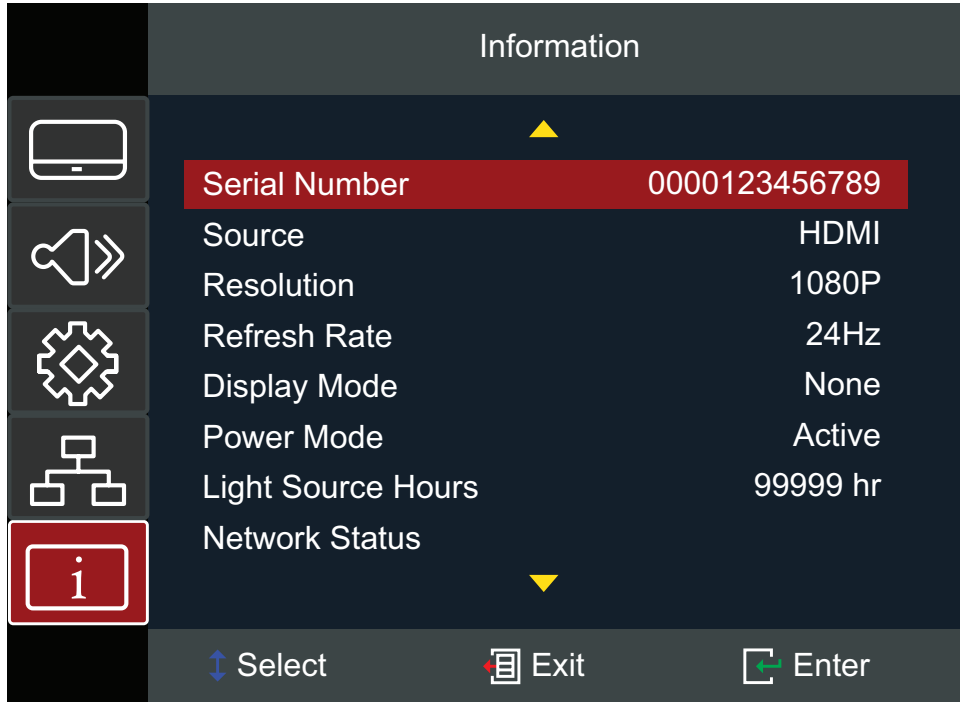 Information
Serial Number 0000123456789
Source HDMI
Resolution 1080P
Refresh Rate 24Hz
Display Mode None
Power Mode Active
Light Source Hours 99999 hr
Network Status
i
Select Exit Enter